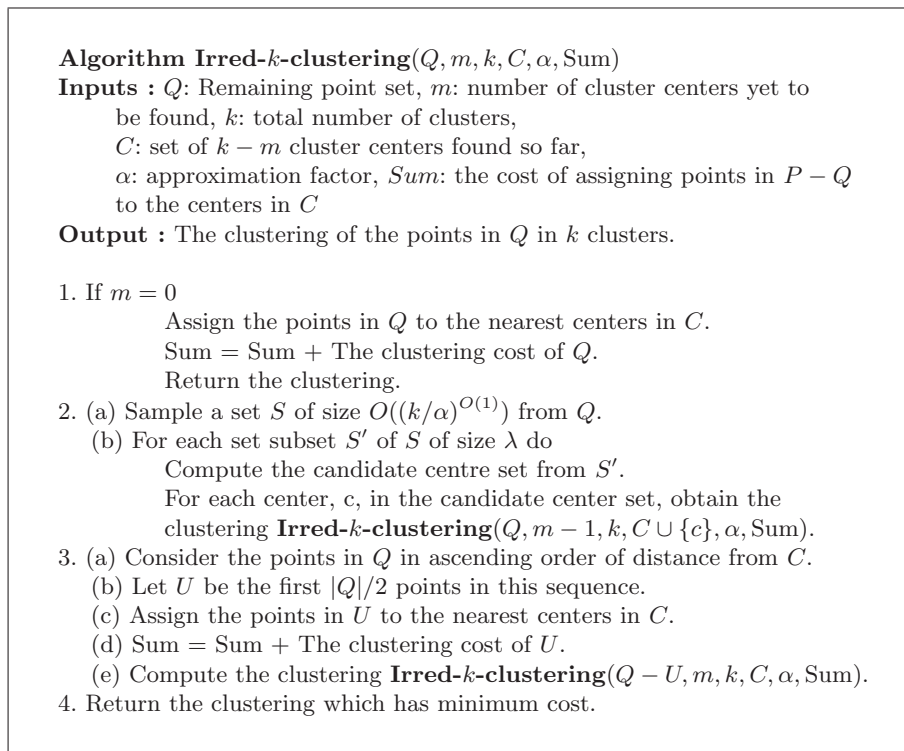 Algorithm Irred-k-clustering(Q, m, k, C, α, Sum)
Inputs : Q: Remaining point set, m: number of cluster centers yet to
be found, k: total number of clusters,
C: set of k − m cluster centers found so far,
α: approximation factor, Sum: the cost of assigning points in P − Q
to the centers in C
Output : The clustering of the points in Q in k clusters.
1. If m = 0
Assign the points in Q to the nearest centers in C.
Sum = Sum + The clustering cost of Q.
Return the clustering.
2. (a) Sample a set S of size O((k/α)^{O(1)}) from Q.
(b) For each set subset S′ of S of size λ do
Compute the candidate centre set from S′.
For each center, c, in the candidate center set, obtain the
clustering Irred-k-clustering(Q, m − 1, k, C ∪ {c}, α, Sum).
3. (a) Consider the points in Q in ascending order of distance from C.
(b) Let U be the first |Q|/2 points in this sequence.
(c) Assign the points in U to the nearest centers in C.
(d) Sum = Sum + The clustering cost of U.
(e) Compute the clustering Irred-k-clustering(Q − U, m, k, C, α, Sum).
4. Return the clustering which has minimum cost.